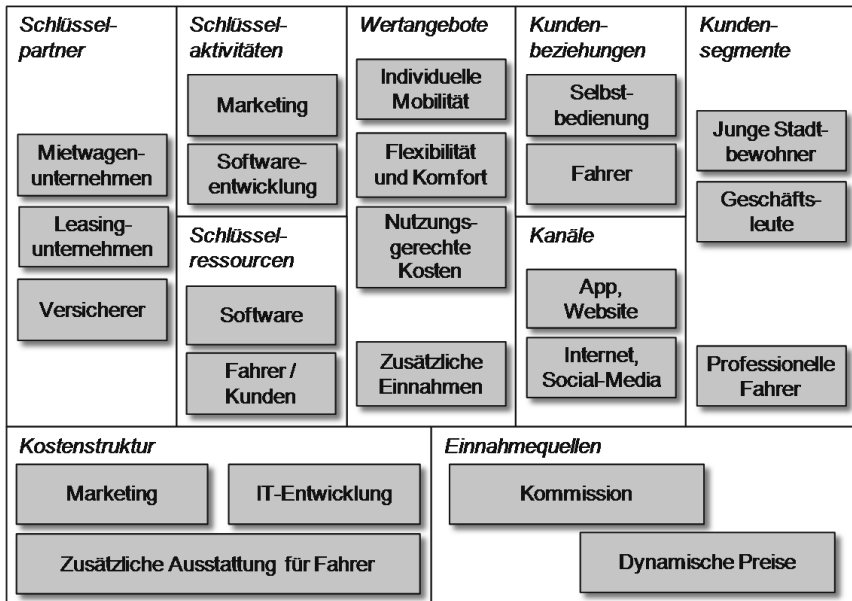 Schlüssel-
partner
Mietwagen-
unternehmen
Leasing-
unternehmen
Versicherer
Schlüssel-
aktivitäten
Marketing
Software-
entwicklung
Schlüssel-
ressourcen
Software
Fahrer /
Kunden
Wertangebote
Individuelle
Mobilität
Flexibilität
und Komfort
Nutzungs-
gerechte
Kosten
Zusätzliche
Einnahmen
Kunden-
beziehungen
Selbst-
bedienung
Fahrer
Kanäle
App,
Website
Internet,
Social-Media
Kunden-
segmente
Junge Stadt-
bewohner
Geschäfts-
leute
Professionelle
Fahrer
Kostenstruktur
Marketing
IT-Entwicklung
Zusätzliche Ausstattung für Fahrer
Einnahmequellen
Kommission
Dynamische Preise